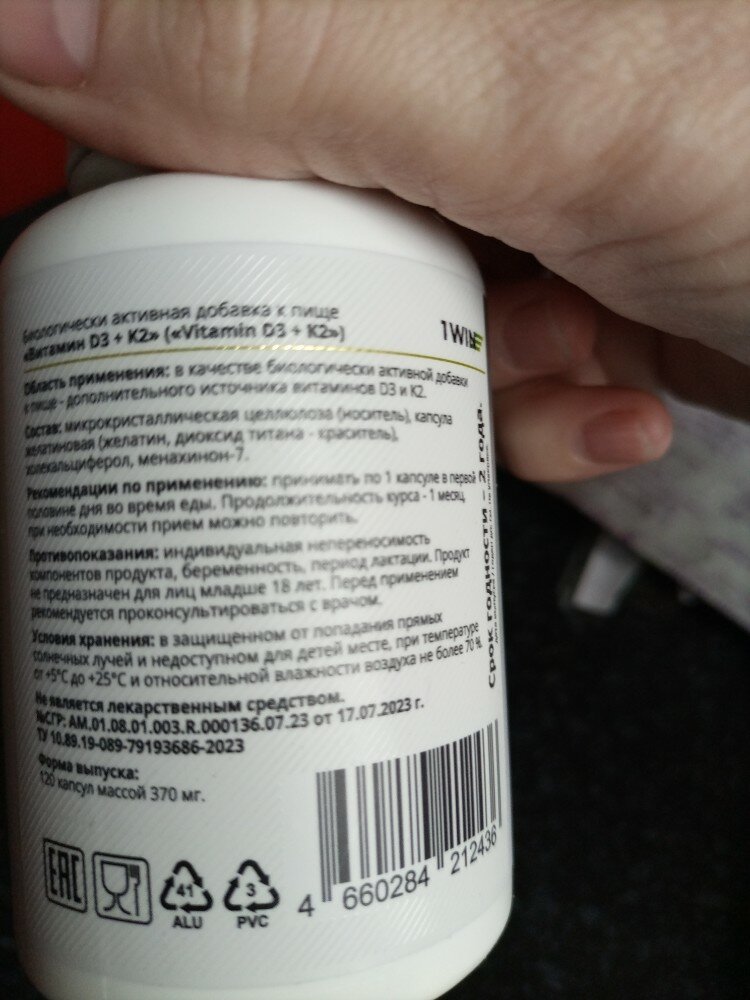 Биологически активная добавка к пище
«Витамин D3 + K2» («Vitamin D3 + K2»)
1WIN
Область применения: в качестве биологически активной добавки
к пище - дополнительного источника витаминов D3 и K2.
Состав: микрокристаллическая целлюлоза (носитель), капсула
желатиновая (желатин, диоксид титана - краситель),
холекальциферол, менахинон-7.
Рекомендации по применению: принимать по 1 капсуле в первой
половине дня во время еды. Продолжительность курса - 1 месяц,
при необходимости прием можно повторить.
Противопоказания: индивидуальная непереносимость
компонентов продукта, беременность, период лактации. Продукт
не предназначен для лиц младше 18 лет. Перед применением
рекомендуется проконсультироваться с врачом.
Условия хранения: в защищенном от попадания прямых
солнечных лучей и недоступном для детей месте, при температуре
от +5°С до +25°С и относительной влажности воздуха не более 70 %.
Не является лекарственным средством.
№СГР: AM.01.08.01.003.R.000136.07.23 от 17.07.2023 г.
ТУ 10.89.19-089-79193686-2023
Форма выпуска:
120 капсул массой 370 мг.
Срок годности – 2 года.
EAC
41
ALU
3
PVC
4 660284 212436